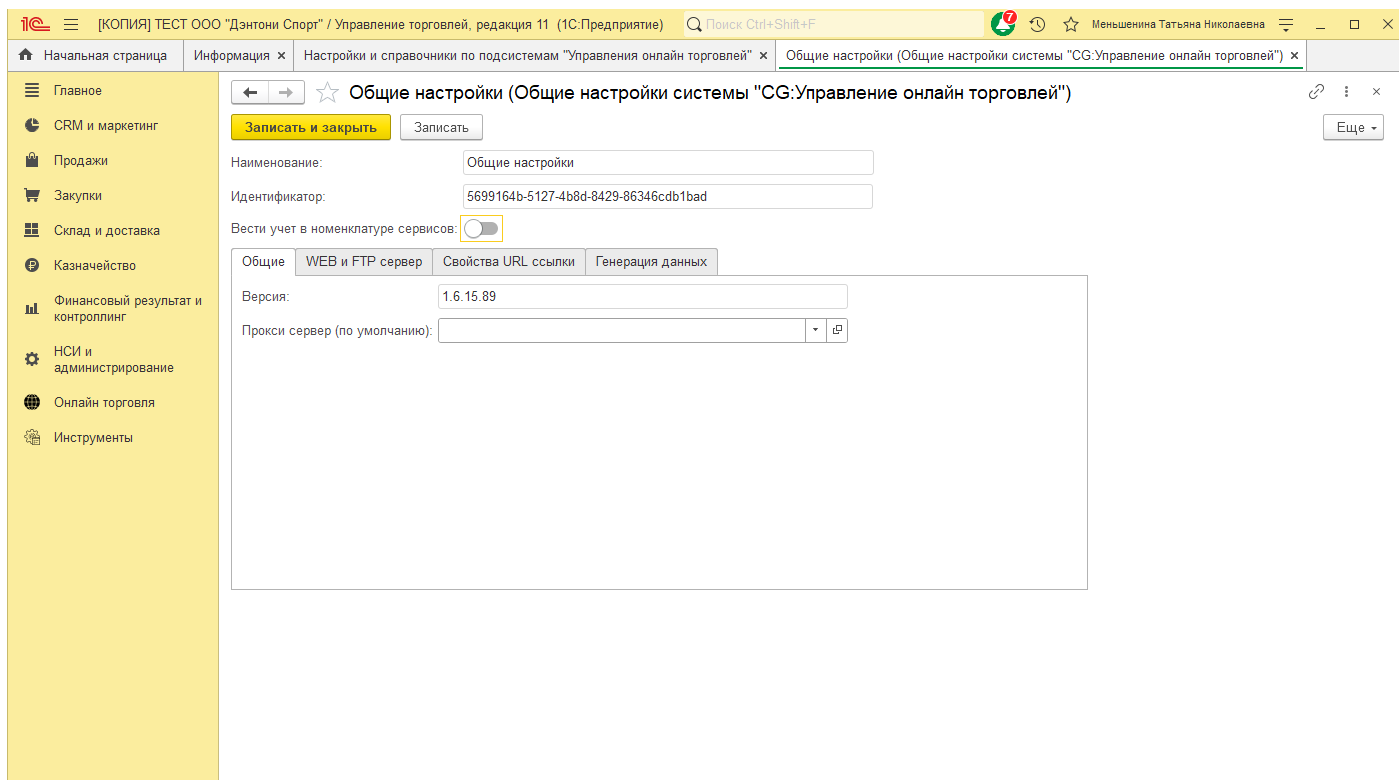 [КОПИЯ] ТЕСТ ООО "Дэнтони Спорт" / Управление торговлей, редакция 11 (1С:Предприятие)
Поиск Ctrl+Shift+F
7
Меньшенина Татьяна Николаевна
Начальная страница
Информация ×
Настройки и справочники по подсистемам "Управления онлайн торговлей" ×
Общие настройки (Общие настройки системы "CG:Управление онлайн торговлей") ×
Главное
CRM и маркетинг
Продажи
Закупки
Склад и доставка
Казначейство
Финансовый результат и
контроллинг
НСИ и
администрирование
Онлайн торговля
Инструменты
Общие настройки (Общие настройки системы "CG:Управление онлайн торговлей")
Записать и закрыть
Записать
Еще
Наименование:
Общие настройки
Идентификатор:
5699164b-5127-4b8d-8429-86346cdb1bad
Вести учет в номенклатуре сервисов:
Общие
WEB и FTP сервер
Свойства URL ссылки
Генерация данных
Версия:
1.6.15.89
Прокси сервер (по умолчанию):